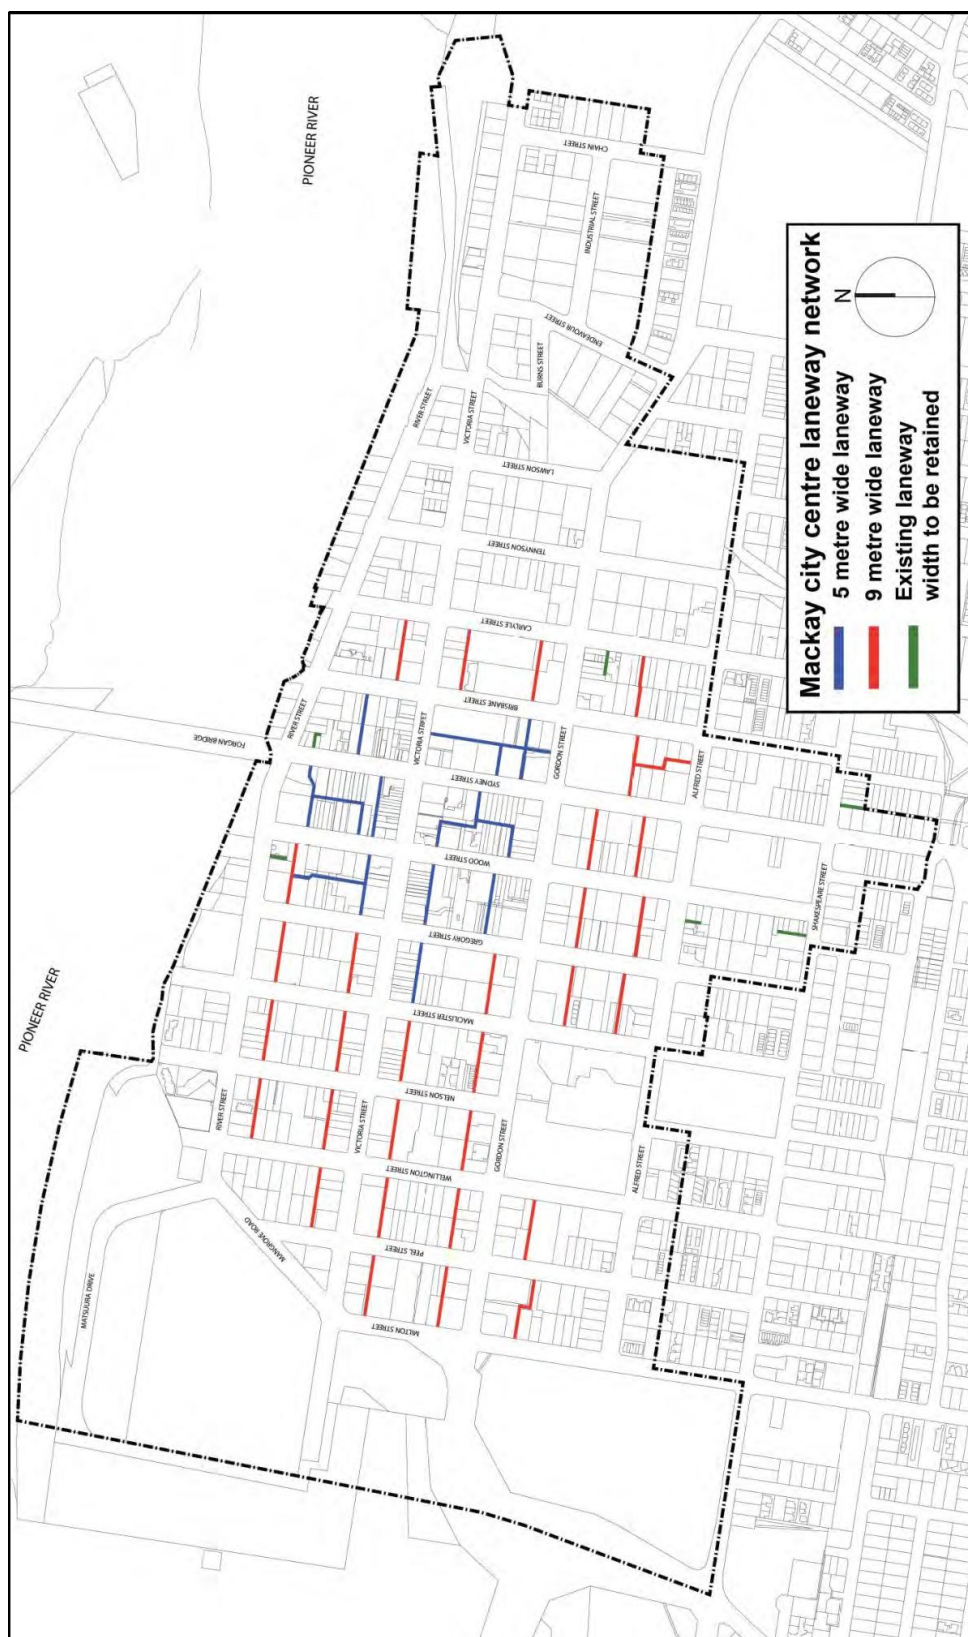 PIONEER RIVER
MATSUURA DRIVE
FORGAN BRIDGE
RIVER STREET
MANGROVE ROAD
RIVER STREET
PIONEER RIVER
VICTORIA STREET
VICTORIA STREET
RIVER STREET
VICTORIA STREET
MILTON STREET
PEEL STREET
WELLINGTON STREET
NELSON STREET
MACALISTER STREET
GREGORY STREET
WOOD STREET
SYDNEY STREET
BRISBANE STREET
CARLYLE STREET
TENNYSON STREET
LAWSON STREET
BURNS STREET
ENDEAVOUR STREET
INDUSTRIAL STREET
CHAIN STREET
GORDON STREET
GORDON STREET
ALFRED STREET
ALFRED STREET
SHAKESPEARE STREET
Mackay city centre laneway network
5 metre wide laneway
9 metre wide laneway
Existing laneway
width to be retained
N